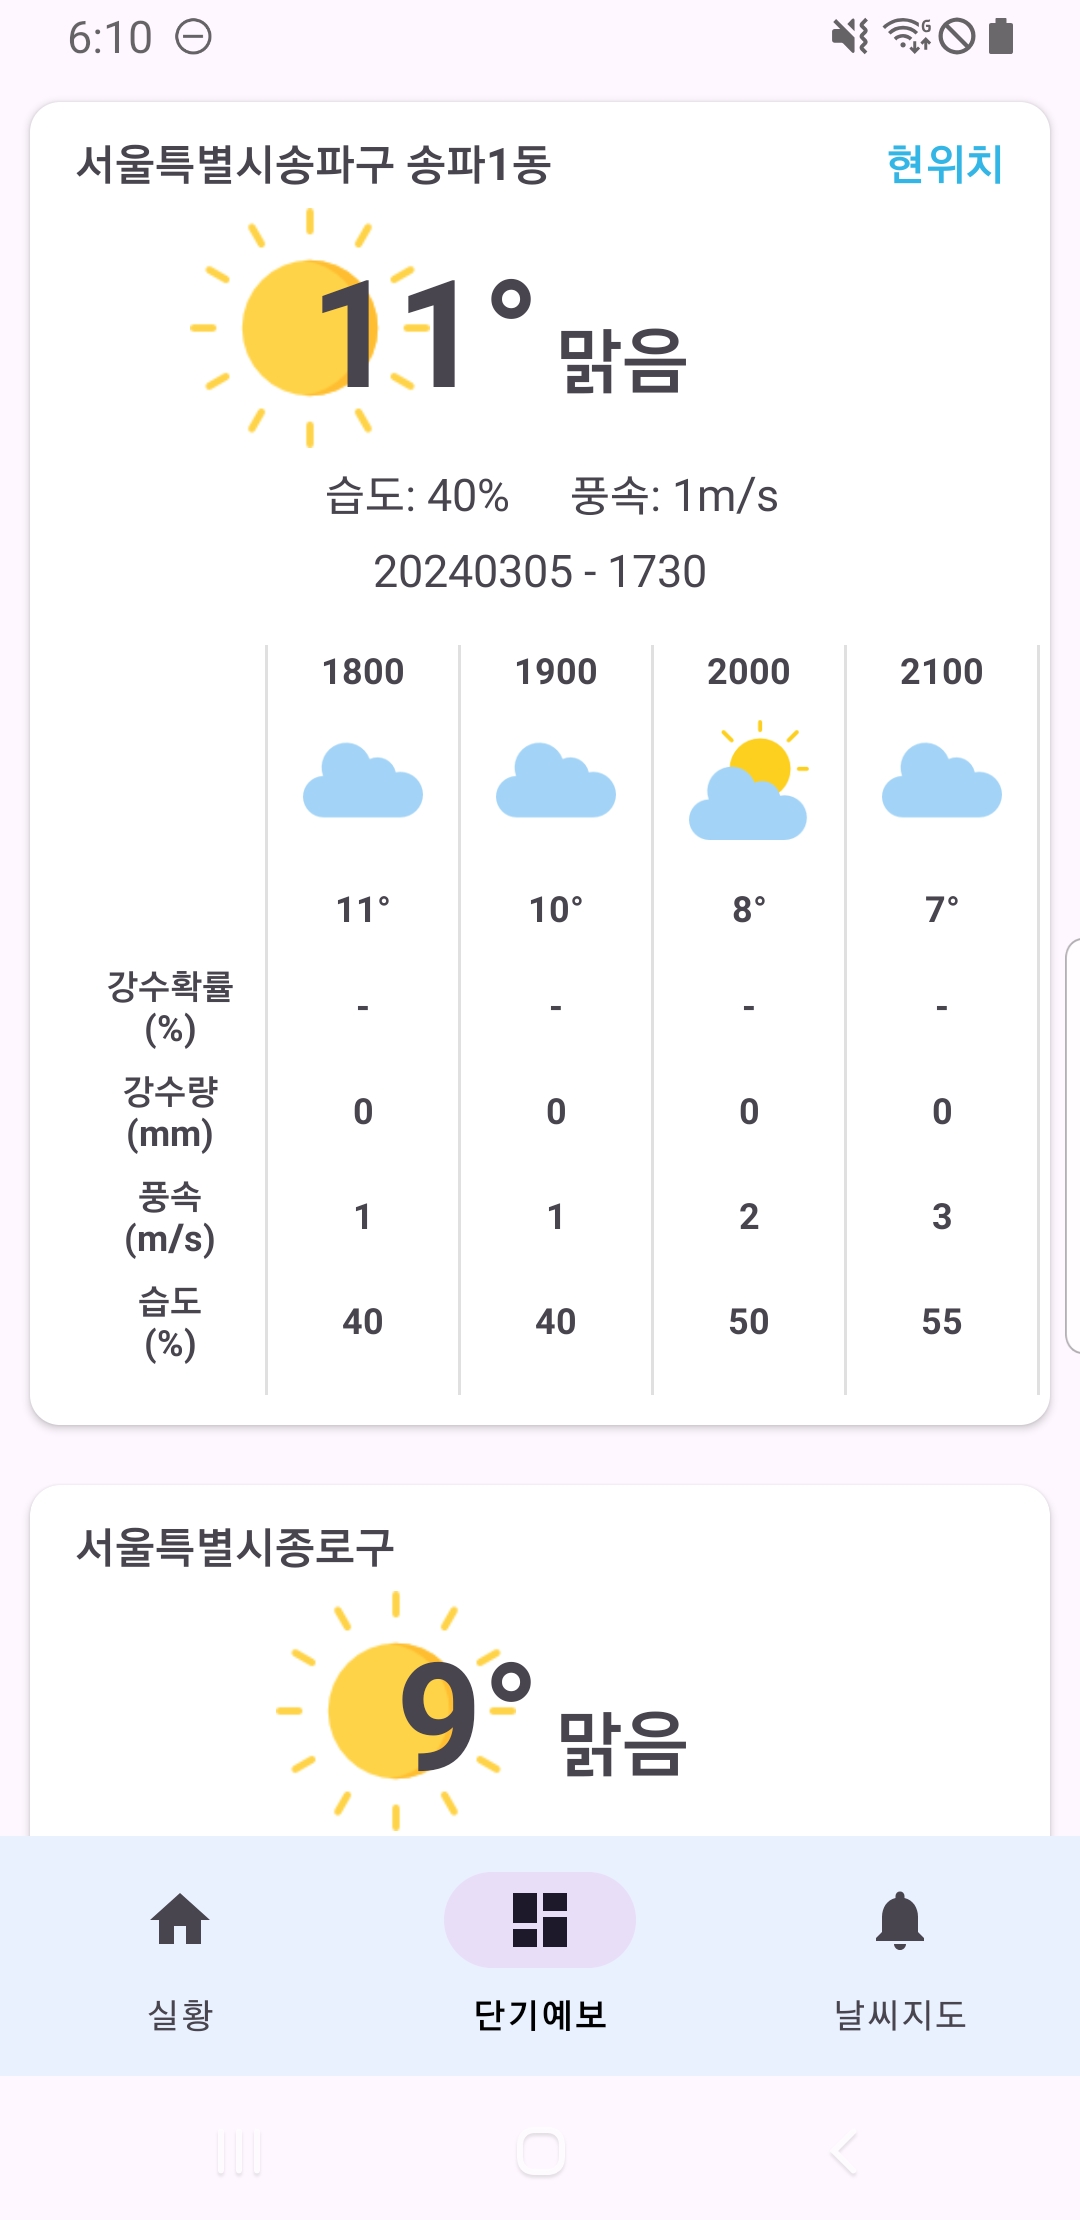 6:10
서울특별시송파구 송파1동 현위치
11° 맑음
습도: 40% 풍속: 1m/s
20240305 - 1730
1800 1900 2000 2100
11° 10° 8° 7°
강수확률
(%) - - - -
강수량
(mm) 0 0 0 0
풍속
(m/s) 1 1 2 3
습도
(%) 40 40 50 55
서울특별시종로구
9° 맑음
실황 단기예보 날씨지도